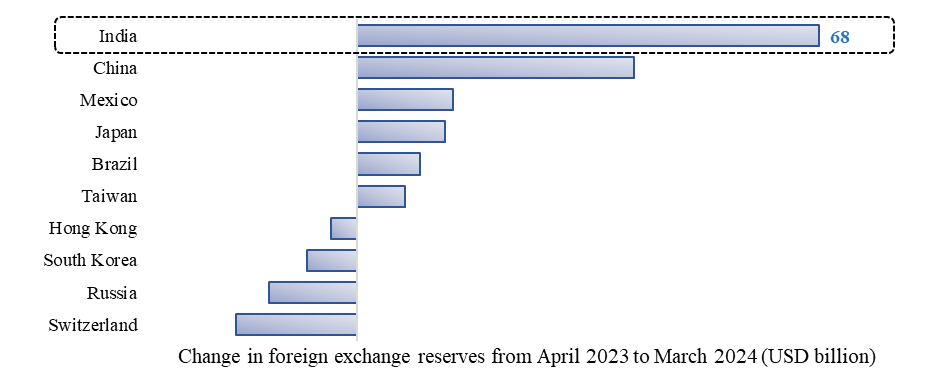 India 68
China
Mexico
Japan
Brazil
Taiwan
Hong Kong
South Korea
Russia
Switzerland
Change in foreign exchange reserves from April 2023 to March 2024 (USD billion)